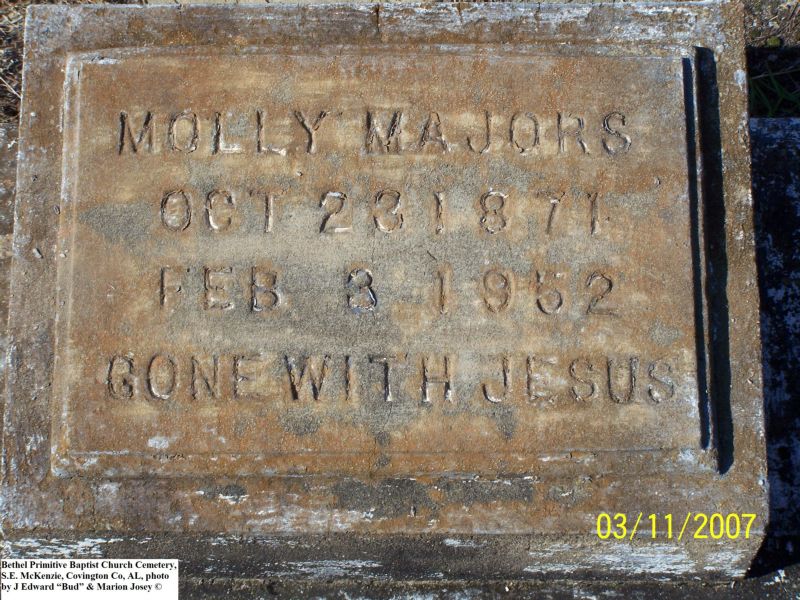 MOLLY MAJORS
OCT 23 1871
FEB 3 1952
GONE WITH JESUS
03/11/2007
Bethel Primitive Baptist Church Cemetery,
S.E. McKenzie, Covington Co, AL, photo
by J Edward “Bud” & Marion Josey ©